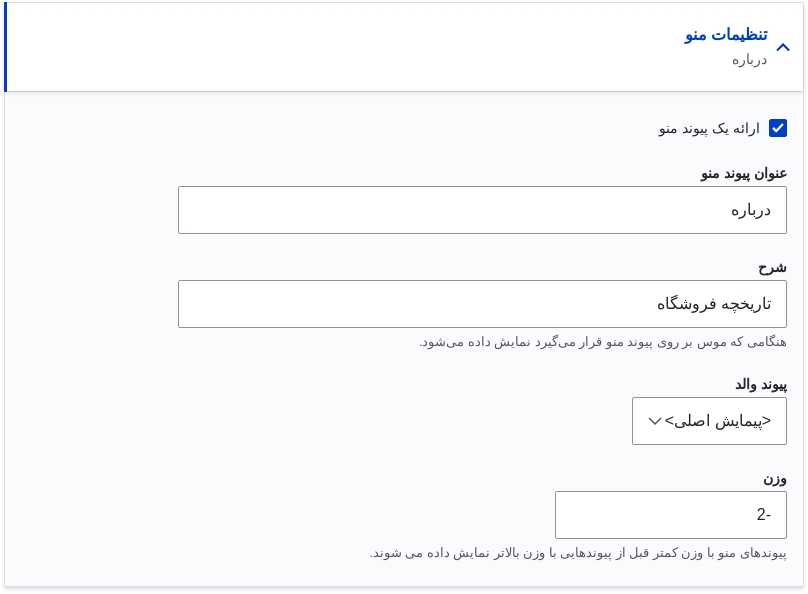 تنظیمات منو
درباره
ارائه یک پیوند منو
عنوان پیوند منو
درباره
شرح
تاریخچه فروشگاه
هنگامی که موس بر روی پیوند منو قرار می‌گیرد نمایش داده می‌شود.
پیوند والد
<پیمایش اصلی>
وزن
-2
پیوندهای منو با وزن کمتر قبل از پیوندهایی با وزن بالاتر نمایش داده می شوند.